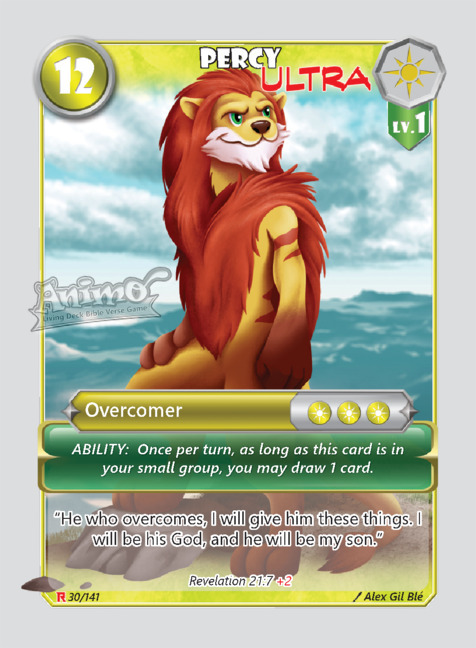 PERCY
ULTRA
12
LV.1
Animo
Living Deck Bible Verse Game
Overcomer
ABILITY: Once per turn, as long as this card is in
your small group, you may draw 1 card.
“He who overcomes, I will give him these things. I
will be his God, and he will be my son.”
Revelation 21:7 +2
R 30/141
Alex Gil Blé